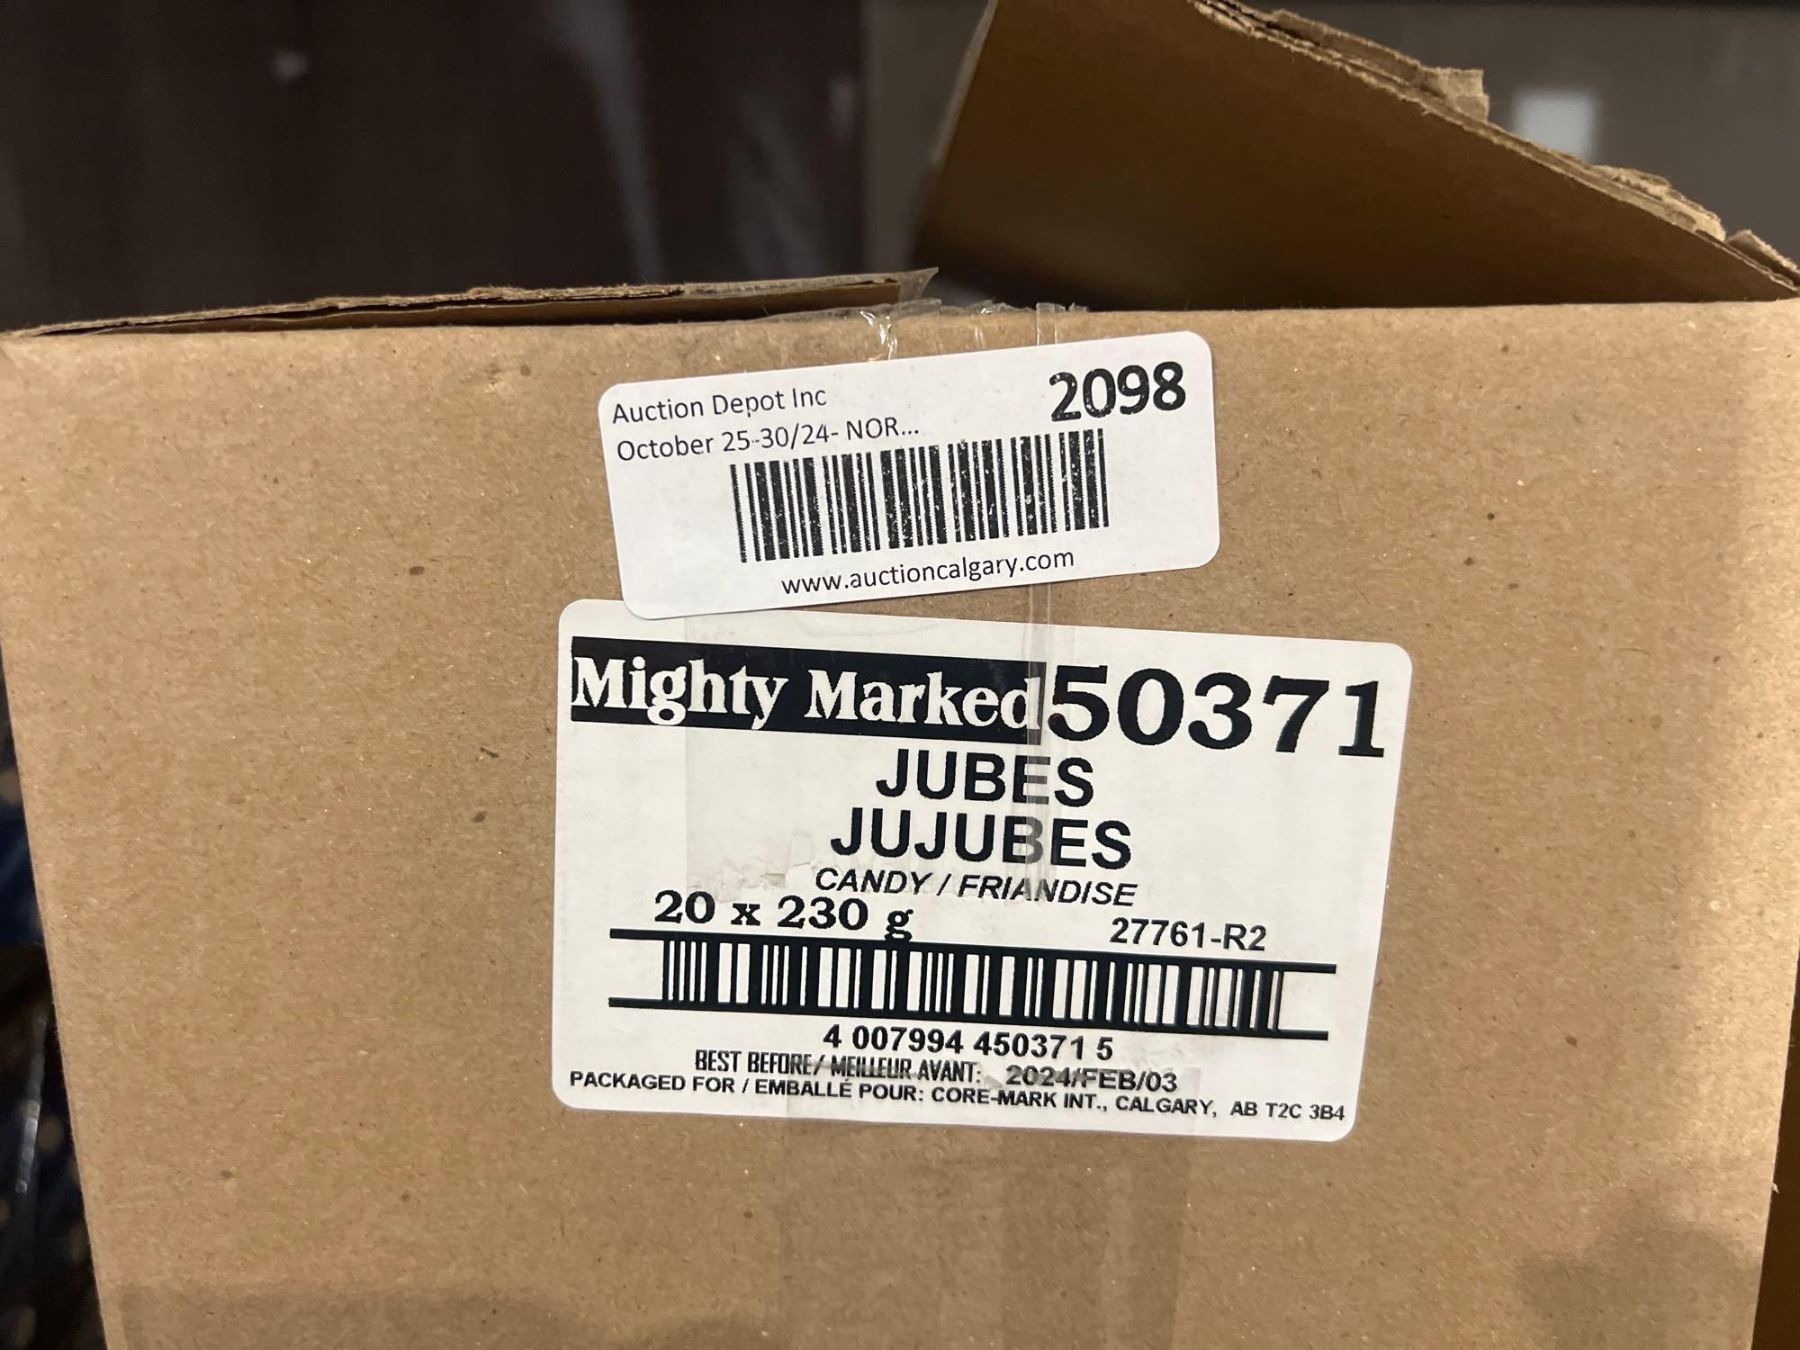 Auction Depot Inc
2098
October 25-30/24- NOR...
www.auctioncalgary.com
Mighty Marked 50371
JUBES
JUJUBES
CANDY / FRIANDISE
20 x 230 g
27761-R2
4 007994 450371 5
BEST BEFORE / MEILLEUR AVANT: 2024/FEB/03
PACKAGED FOR / EMBALLÉ POUR: CORE-MARK INT., CALGARY, AB T2C 3B4